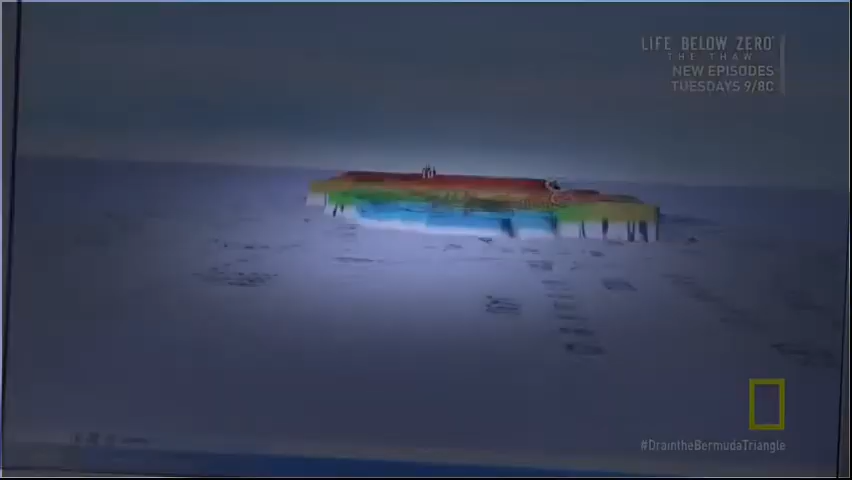 LIFE BELOW ZERO
THE THAW
NEW EPISODES
TUESDAYS 9/8C
#DraintheBermudaTriangle